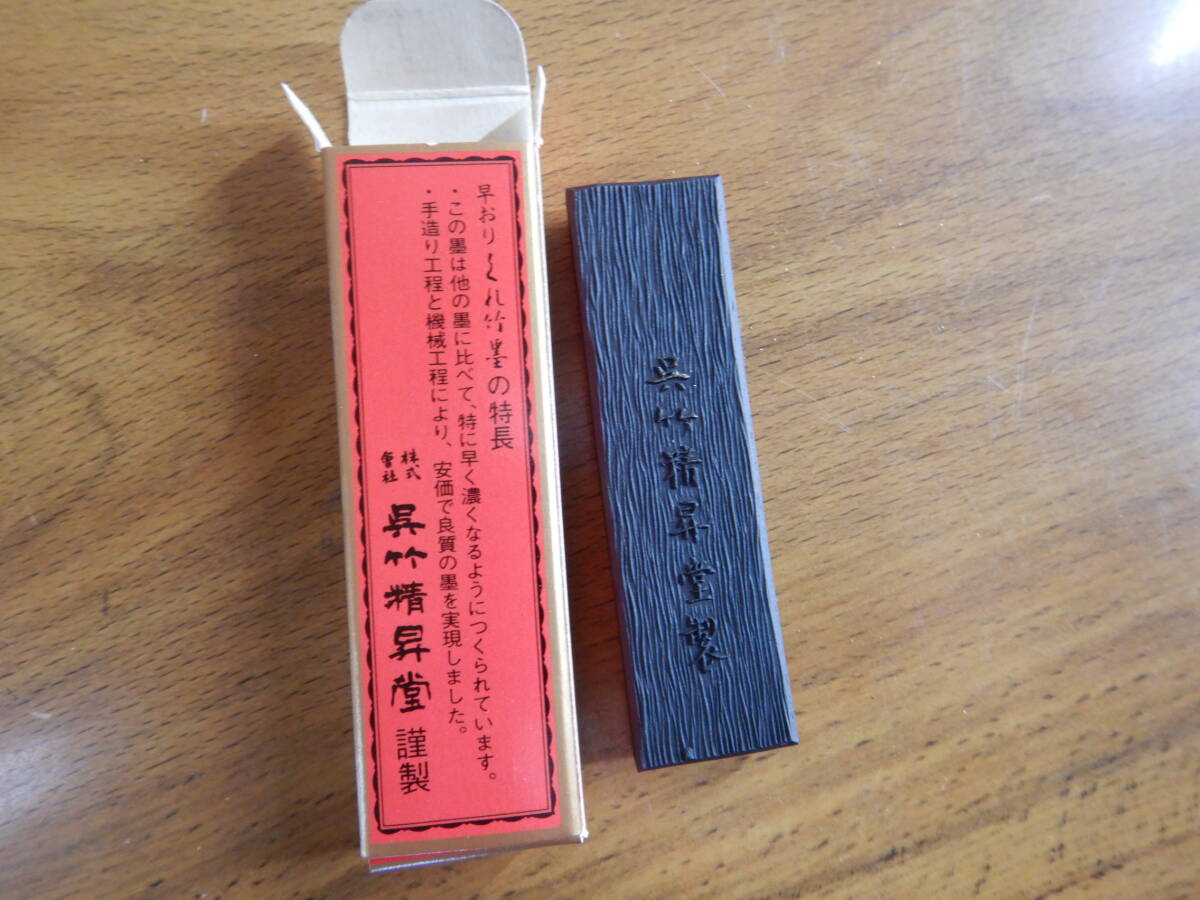 早おりくれ竹墨の特長
・この墨は他の墨に比べて、特に早く濃くなるようにつくられています。
・手造り工程と機械工程により、安価で良質の墨を実現しました。
株式會社
呉竹精昇堂謹製
呉竹精昇堂製